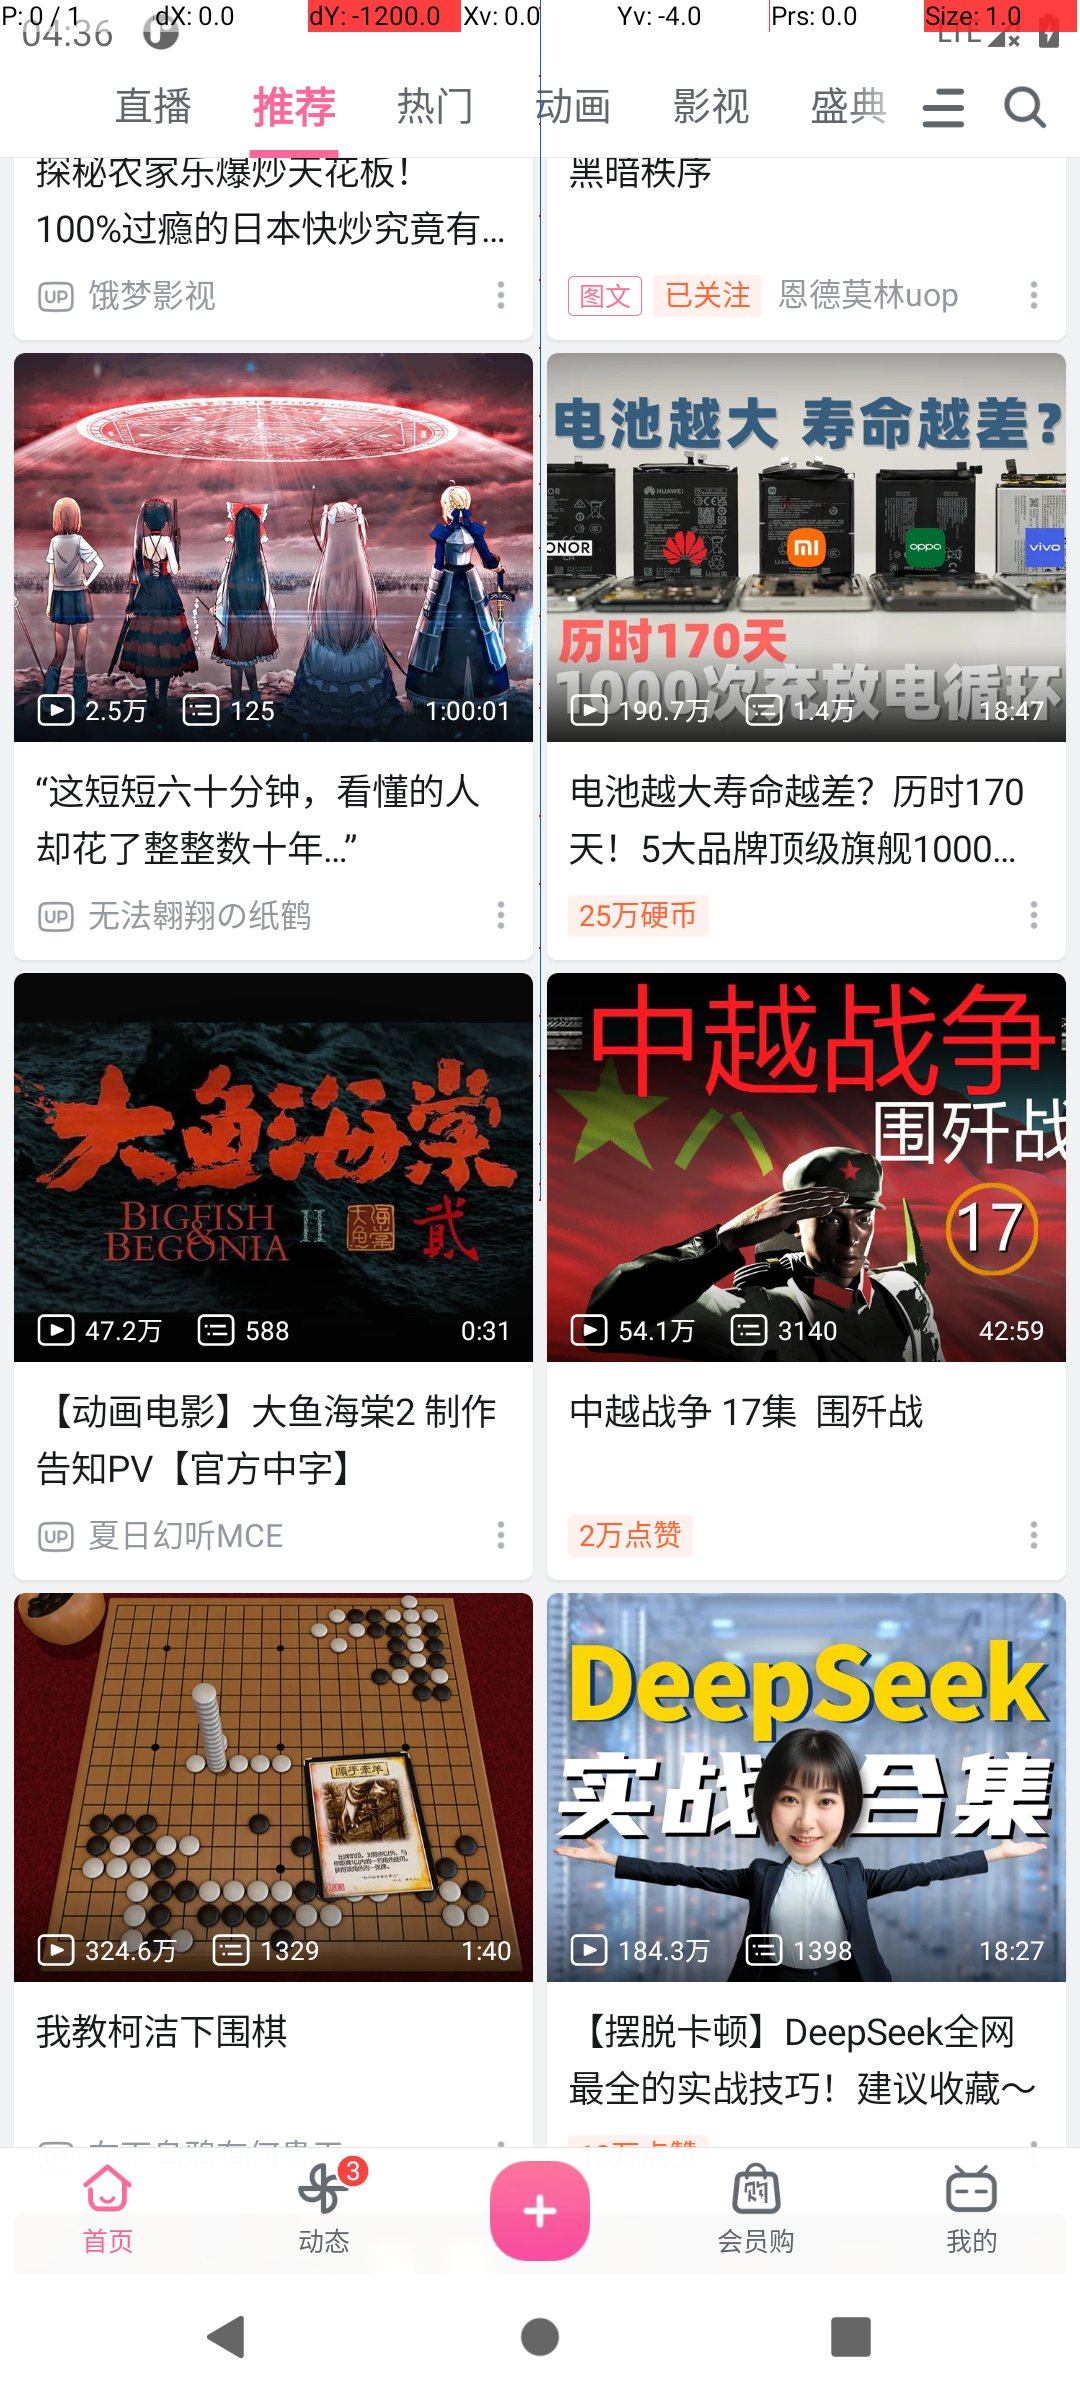 P: 0 / 1 dX: 0.0 dY: -1200.0 Xv: 0.0 Yv: -4.0 Prs: 0.0 Size: 1.0
04:36 LTE
直播 推荐 热门 动画 影视 盛典
探秘农家乐爆炒天花板！
100%过瘾的日本快炒究竟有...
UP 饿梦影视
黑暗秩序
图文 已关注 恩德莫林uop
2.5万 125 1:00:01
“这短短六十分钟，看懂的人
却花了整整数十年...”
UP 无法翱翔の纸鹤
电池越大 寿命越差？
HUAWEI
ONOR
mi
oppo
vivo
历时170天
1000次充放电循环
190.7万 1.4万 18:47
电池越大寿命越差？历时170
天！5大品牌顶级旗舰1000...
25万硬币
大鱼海棠
BIGFISH
&
BEGONIA
II 贰
47.2万 588 0:31
【动画电影】大鱼海棠2 制作
告知PV【官方中字】
UP 夏日幻听MCE
中越战争
围歼战
17
54.1万 3140 42:59
中越战争 17集 围歼战
2万点赞
顺手牵羊
324.6万 1329 1:40
我教柯洁下围棋
DeepSeek
实战合集
184.3万 1398 18:27
【摆脱卡顿】DeepSeek全网
最全的实战技巧！建议收藏～
首页 动态 3 会员购 我的